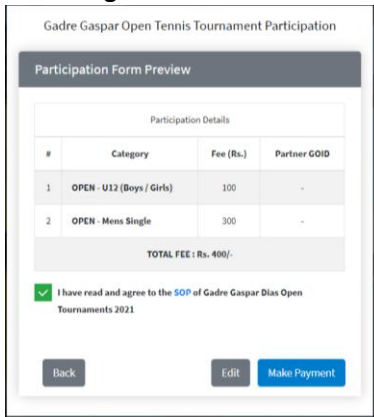 Gadre Gaspar Open Tennis Tournament Participation
Participation Form Preview
Participation Details
# Category Fee (Rs.) Partner GOID
1 OPEN - U12 (Boys / Girls) 100 -
2 OPEN - Mens Single 300 -
TOTAL FEE : Rs. 400/-
I have read and agree to the SOP of Gadre Gaspar Dias Open
Tournaments 2021
Back Edit Make Payment